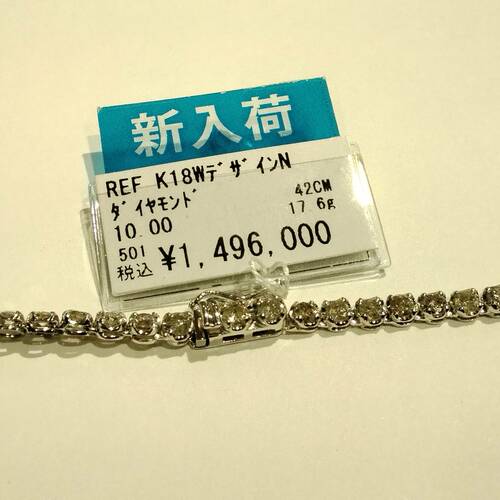 新入荷
REF K18WﾃﾞｻﾞインN
ﾀﾞイヤモンﾄﾞ 42CM
10.00 17.6g
501
税込 ¥1,496,000